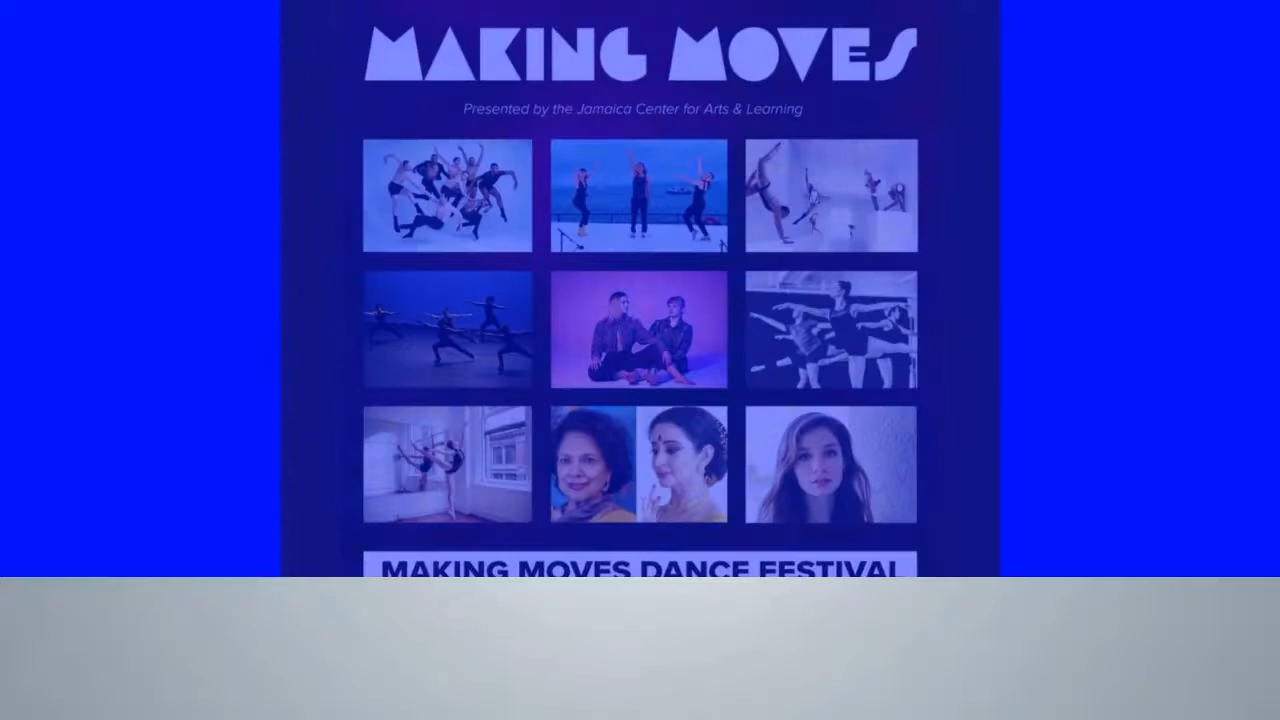 MAKING MOVES
Presented by the Jamaica Center for Arts & Learning
MAKING MOVES DANCE FESTIVAL